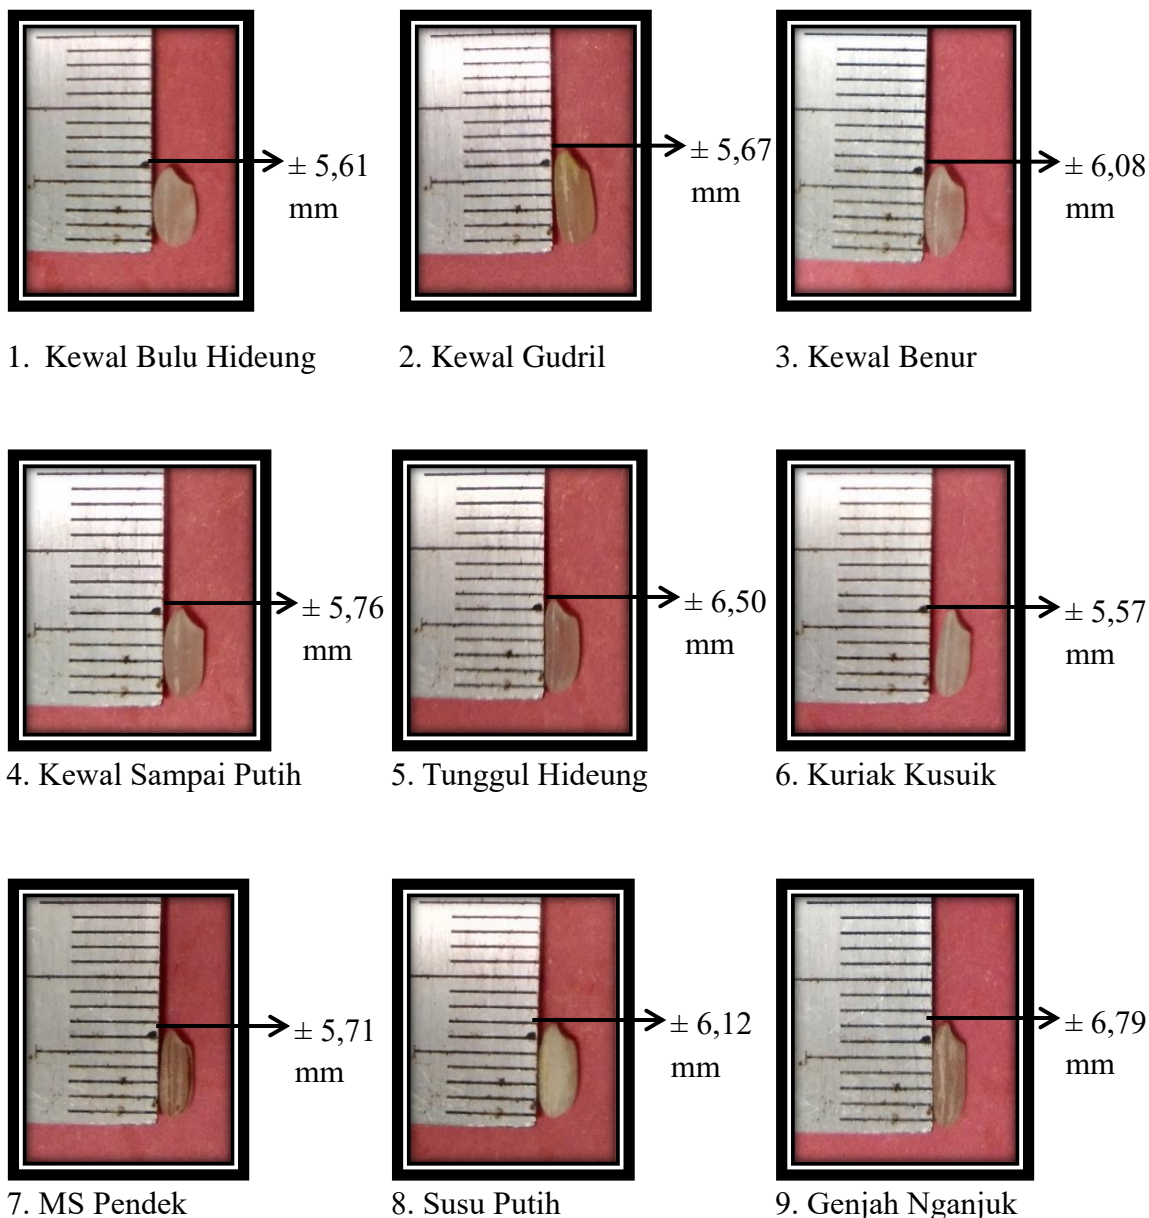 ± 5,61
mm
± 5,67
mm
± 6,08
mm
1. Kewal Bulu Hideung
2. Kewal Gudril
3. Kewal Benur
± 5,76
mm
± 6,50
mm
± 5,57
mm
4. Kewal Sampai Putih
5. Tunggul Hideung
6. Kuriak Kusuik
± 5,71
mm
± 6,12
mm
± 6,79
mm
7. MS Pendek
8. Susu Putih
9. Genjah Nganjuk